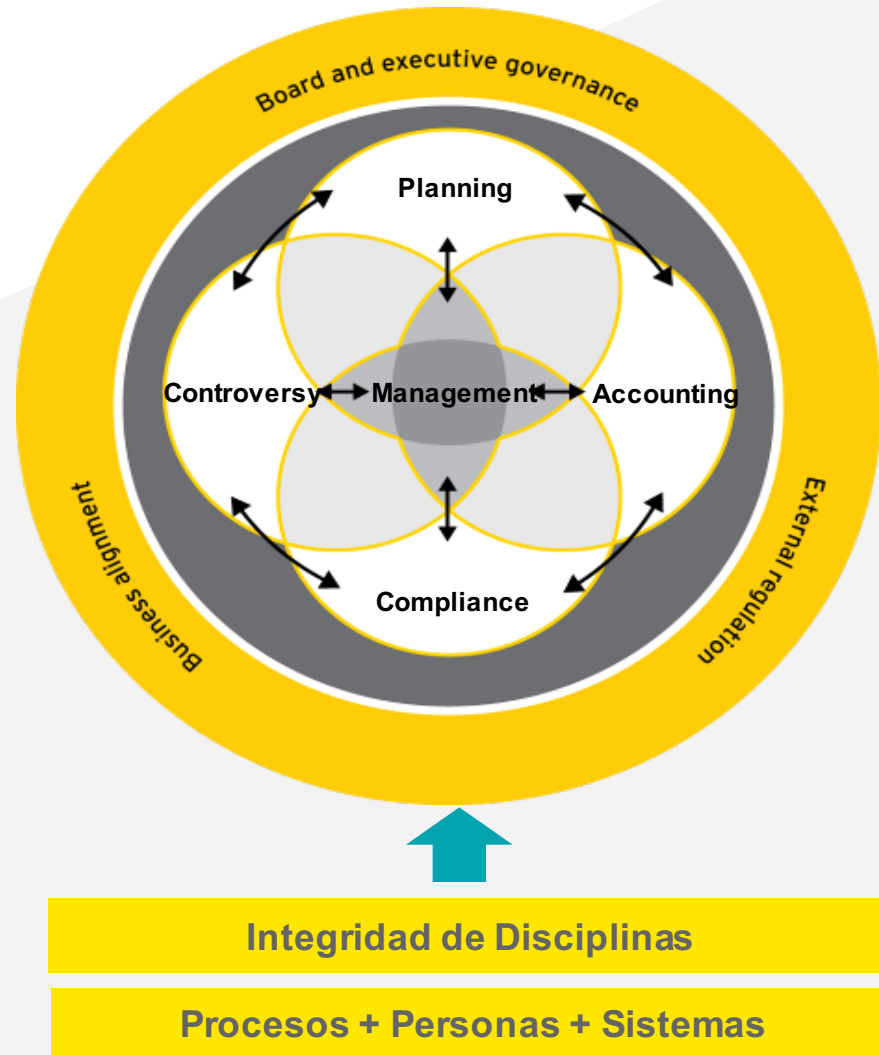 Board and executive governance
Planning
Controversy
Management
Accounting
Compliance
Business alignment
External regulation
Integridad de Disciplinas
Procesos + Personas + Sistemas